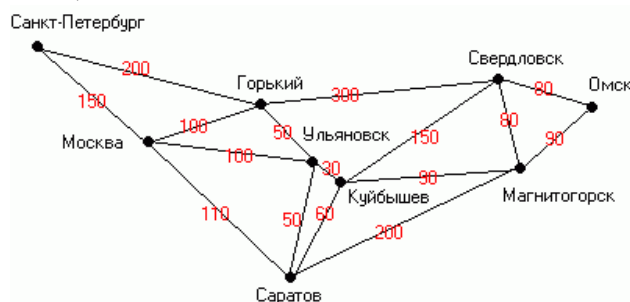 Санкт-Петербург
Свердловск
200
Горький
Омск
300
80
150
100
50
Ульяновск
150
80
90
Москва
100
30
90
Куйбышев
Магнитогорск
110
50
60
200
Саратов